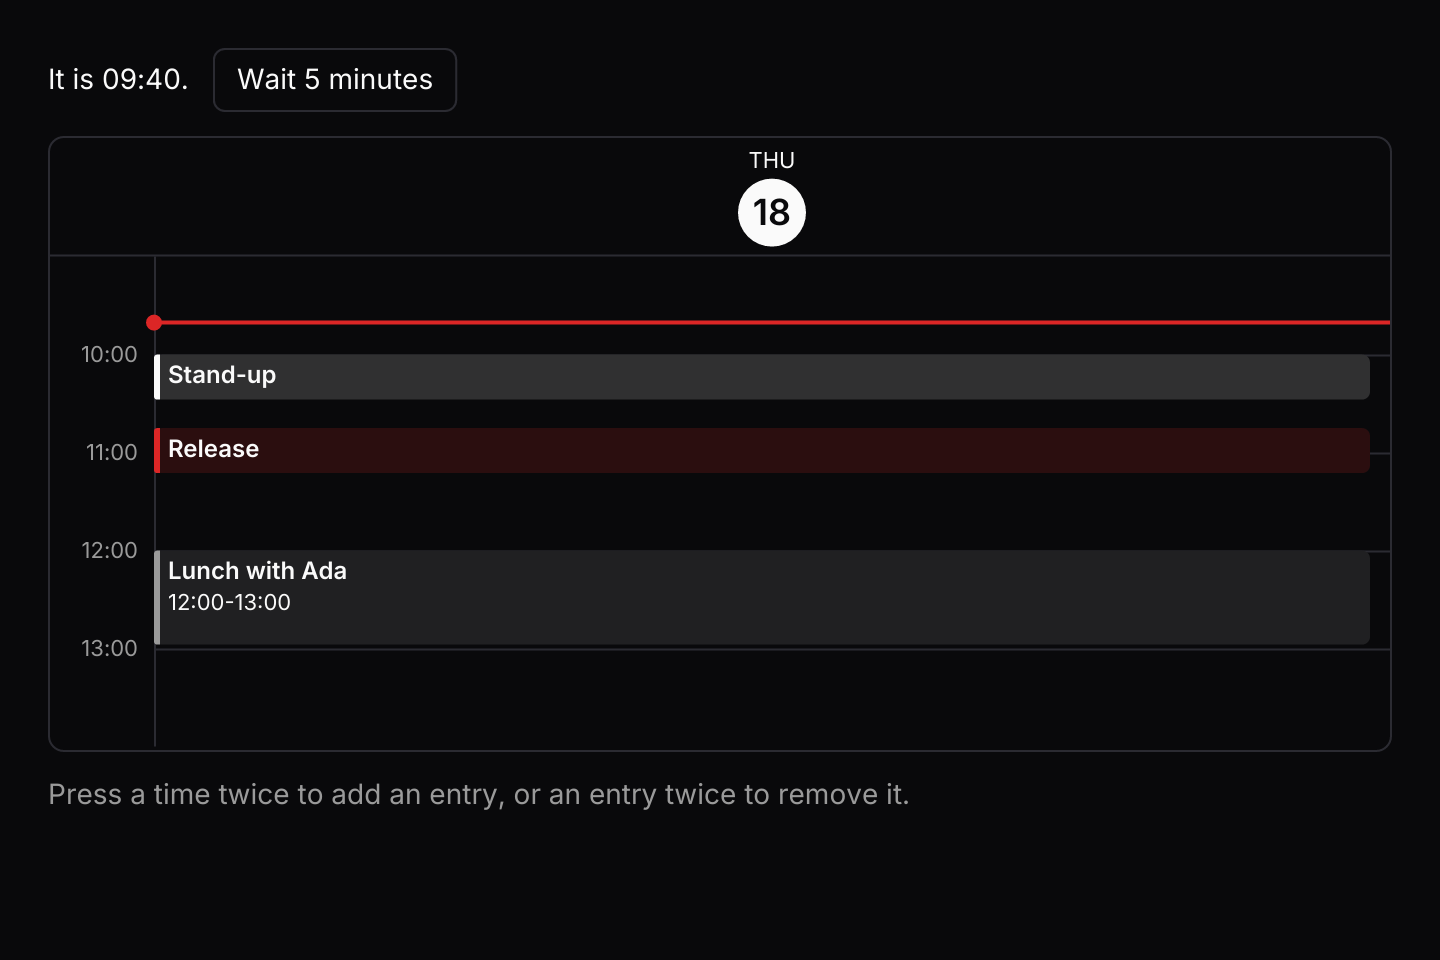 It is 09:40.
Wait 5 minutes
THU
18
10:00
Stand-up
Release
11:00
12:00
Lunch with Ada
12:00-13:00
13:00
Press a time twice to add an entry, or an entry twice to remove it.